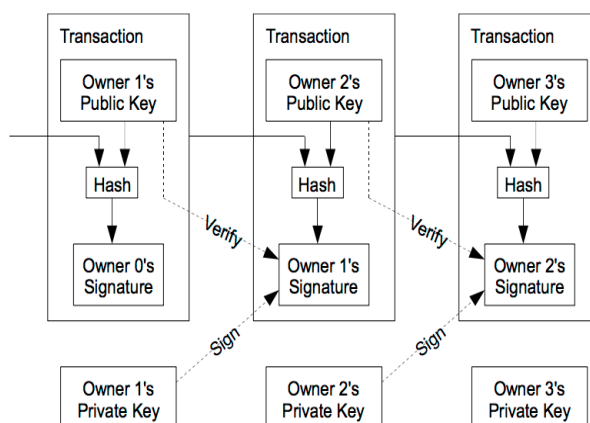 Transaction
Transaction
Transaction
Owner 1's
Public Key
Owner 2's
Public Key
Owner 3's
Public Key
Hash
Hash
Hash
Verify
Verify
Owner 0's
Signature
Owner 1's
Signature
Owner 2's
Signature
Sign
Sign
Owner 1's
Private Key
Owner 2's
Private Key
Owner 3's
Private Key